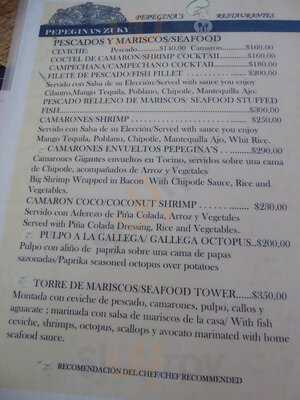 PEPEGINA'S RESTAURANTES
PEPEGINAS ZUKY
PESCADOS Y MARISCOS/SEAFOOD
CEVICHE Pescado......$140.00 Camaron......$160.00
COCTEL DE CAMARON/SHRIMP COCKTAIL.......$160.00
CAMPECHANA/CAMPECHANO COCKTAIL.......$180.00
FILETE DE PESCADO/FISH FILLET ....... $200,00
Servido con Salsa de su Elección/Served with sauce you enjoy
Cilantro,Mango Tequila, Poblano, Chipotle, Mantequilla Ajo.
PESCADO RELLENO DE MARISCOS/ SEAFOOD STUFFED
FISH....................................................$300,00
CAMARONES SHRIMP ........................ $250,00
Servido con Salsa de su Elección/Served with sauce you enjoy
Mango Tequila, Poblano, Chipotle, Mantequilla Ajo, Whit Rice.
CAMARONES ENVUELTOS PEPEGINA'S . .......$290,00
Camarones Gigantes envueltos en Tocino, servidos sobre una cama
de Chipotle, acompañados de Arroz y Vegetales
Big Shrimp Wrapped in Bacon With Chipotle Sauce, Rice and
Vegetables.
CAMARON COCO/COCONUT SHRIMP . . . . . ....... $230,00
Servido con Aderezo de Piña Colada, Arroz y Vegetales
Served with Piña Colada Dressing, Rice and Vegetables.
PULPO A LA GALLEGA/ GALLEGA OCTOPUS..$200,00
Pulpo con aliño de paprika sobre una cama de papas
sazonadas/Paprika seasoned octopus over potatoes
TORRE DE MARISCOS/SEAFOOD TOWER......$350,00
Montada con ceviche de pescado, camarones, pulpo, callos y
aguacate ; marinada con salsa de mariscos de la casa/ With fish
ceviche, shrimps, octopus, scallops y avocato marinated with home
seafood sauce.
RECOMENDACIÓN DEL CHEF/CHEF RECOMMENDED